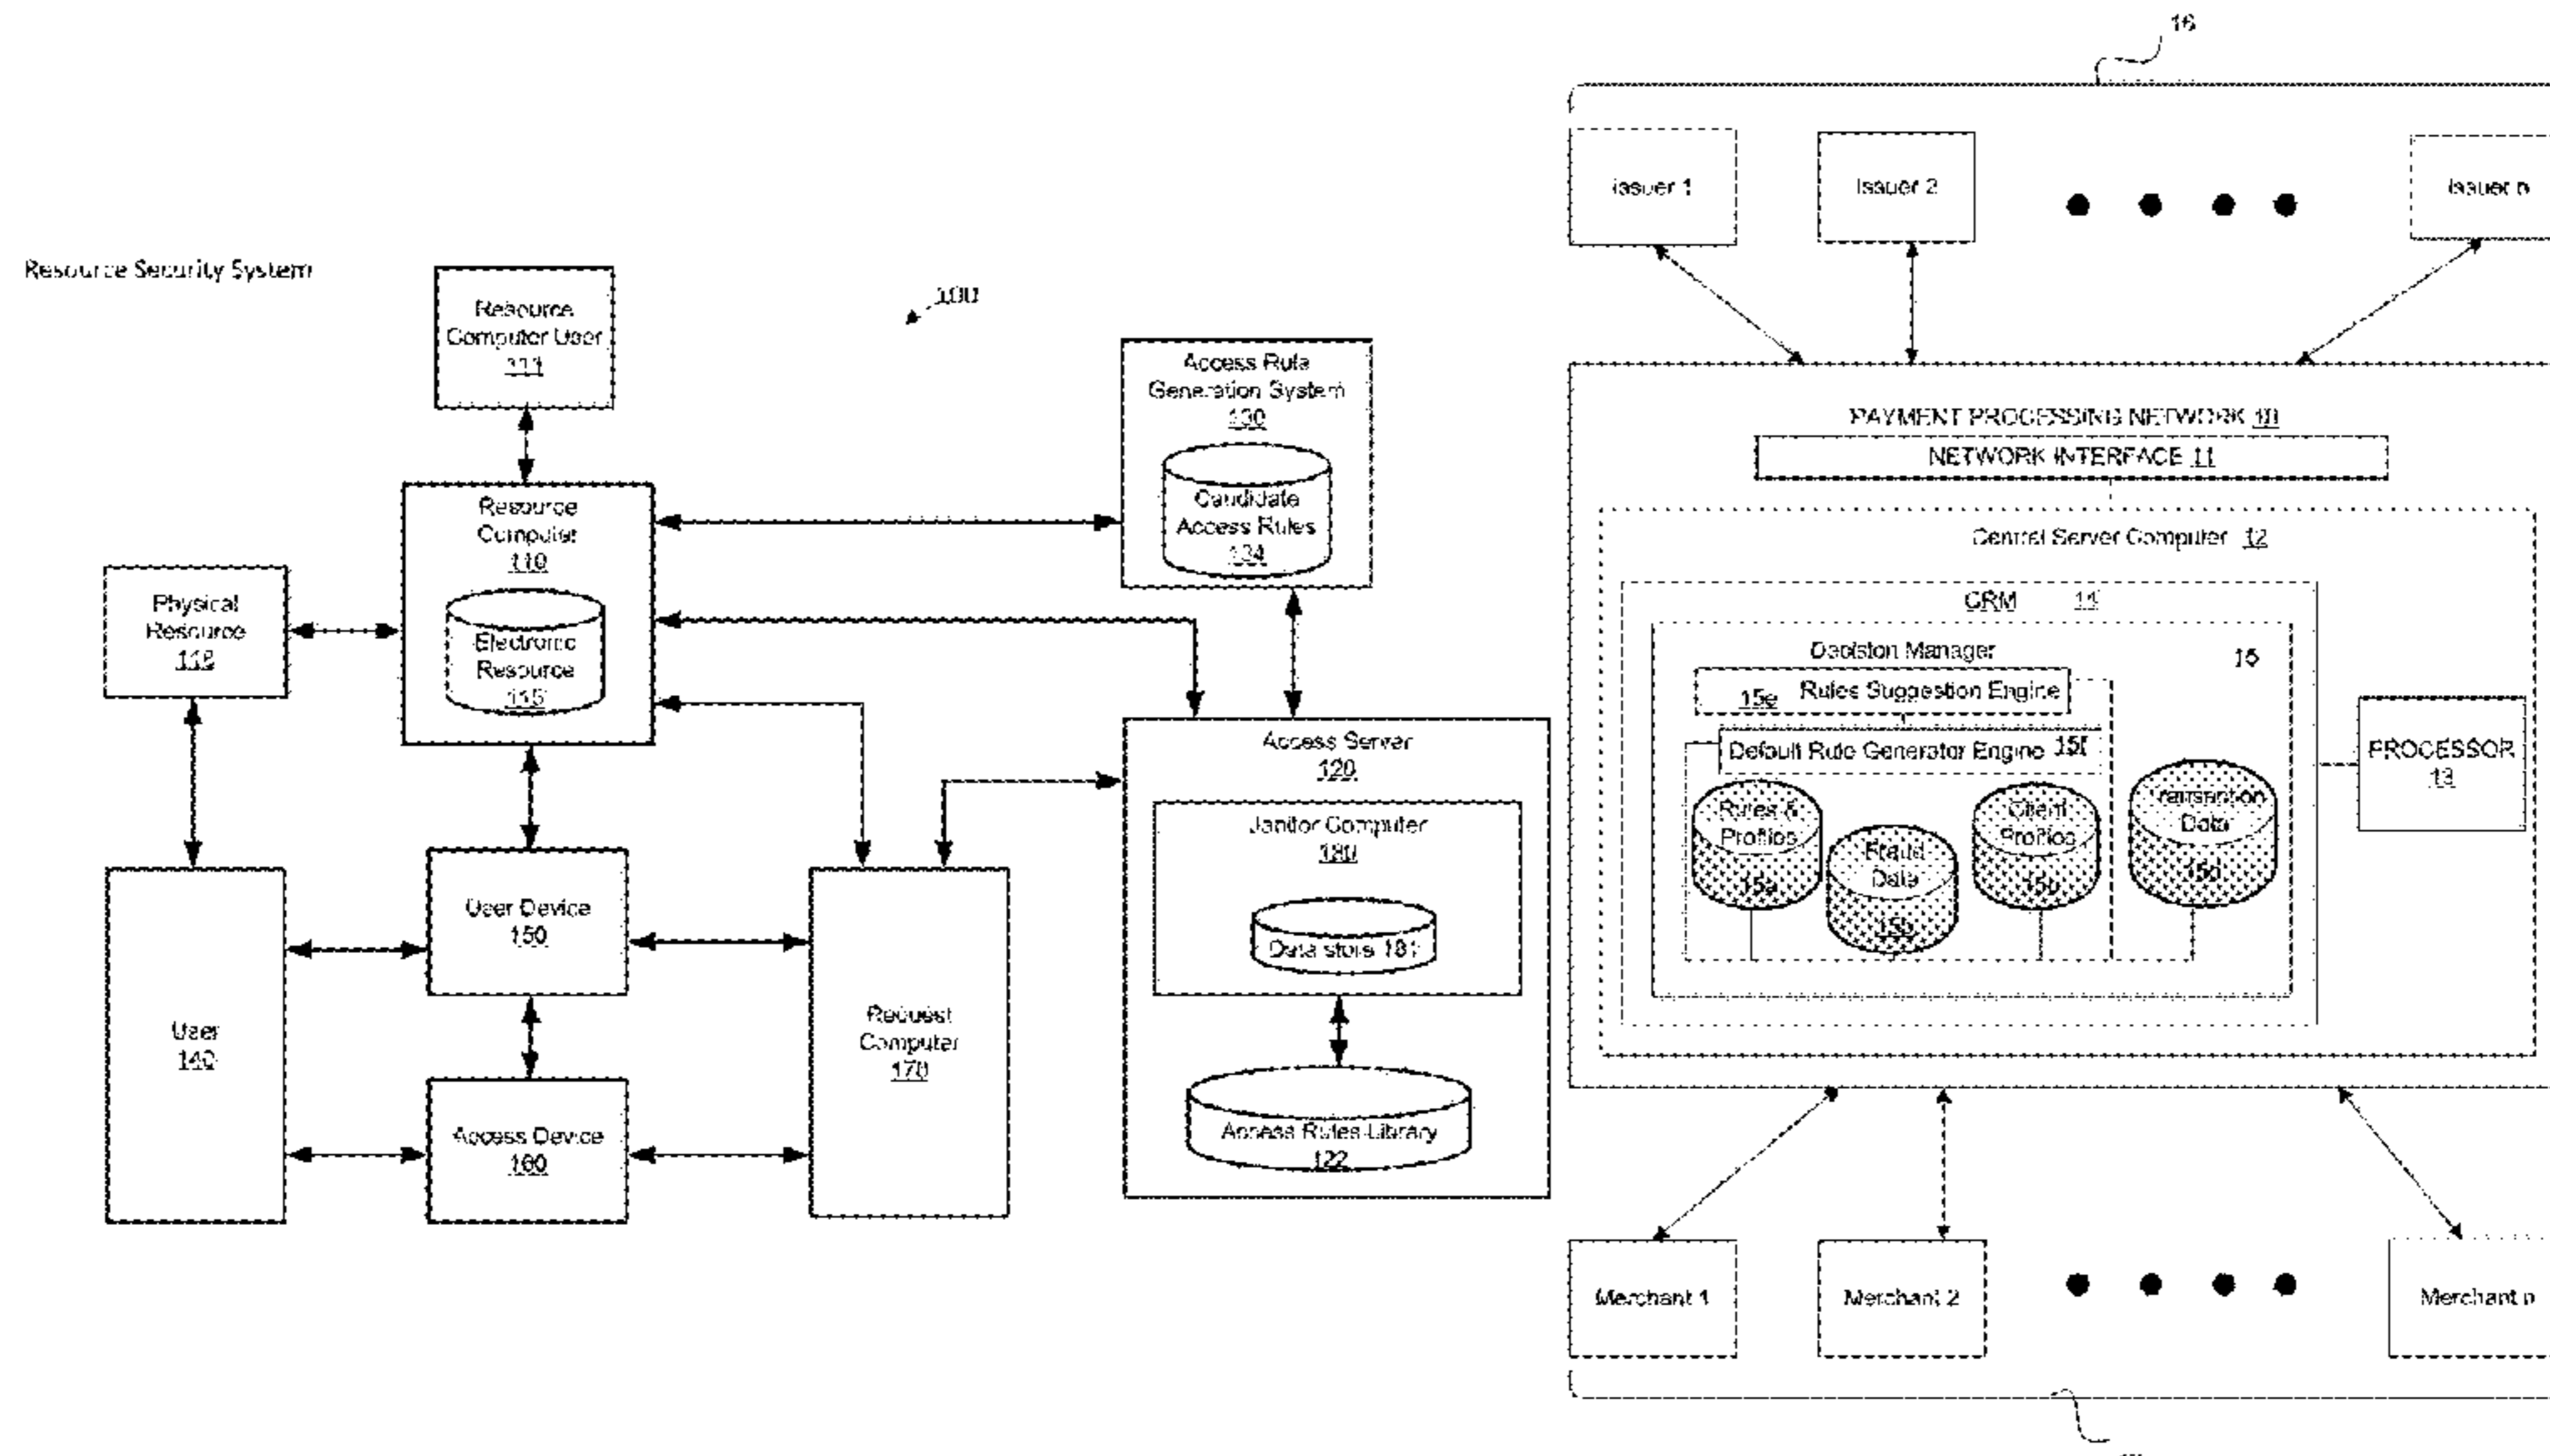 Resource Security System
100
Resource
Computer User
111
Access Rule
Generation System
130
Candidate
Access Rules
134
Resource
Computer
110
Electronic
Resource
115
Physical
Resource
118
Access Server
120
Janitor Computer
180
Data store 181
Access Rules Library
122
User Device
150
User
140
Request
Computer
170
Access Device
160
16
Issuer 1
Issuer 2
Issuer n
PAYMENT PROCESSING NETWORK 10
NETWORK INTERFACE 11
Central Server Computer 12
GRM 14
Decision Manager
15
15e Rules Suggestion Engine
Default Rule Generator Engine 15f
Rules &
Profiles
15a
Fraud
Data
15b
Client
Profiles
Transaction
Data
15d
PROCESSOR
13
Merchant 1
Merchant 2
Merchant n